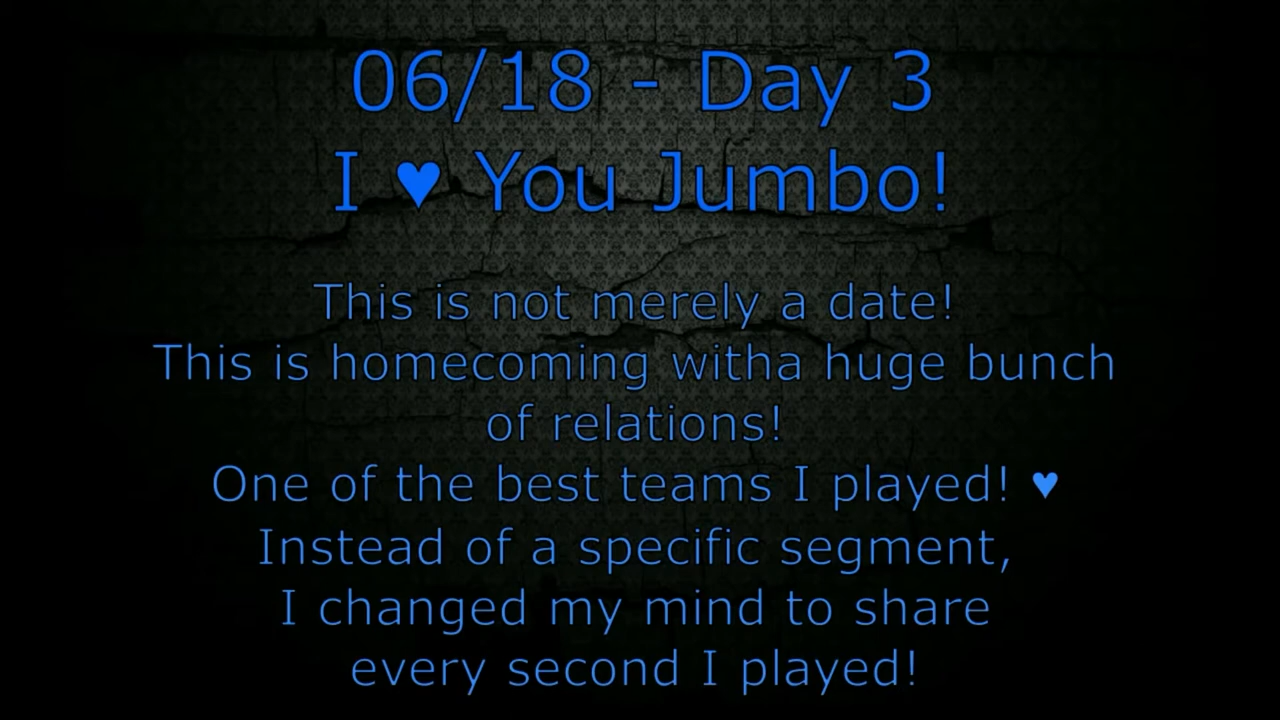 06/18 - Day 3
I ♥ You Jumbo!
This is not merely a date!
This is homecoming witha huge bunch
of relations!
One of the best teams I played! ♥
Instead of a specific segment,
I changed my mind to share
every second I played!